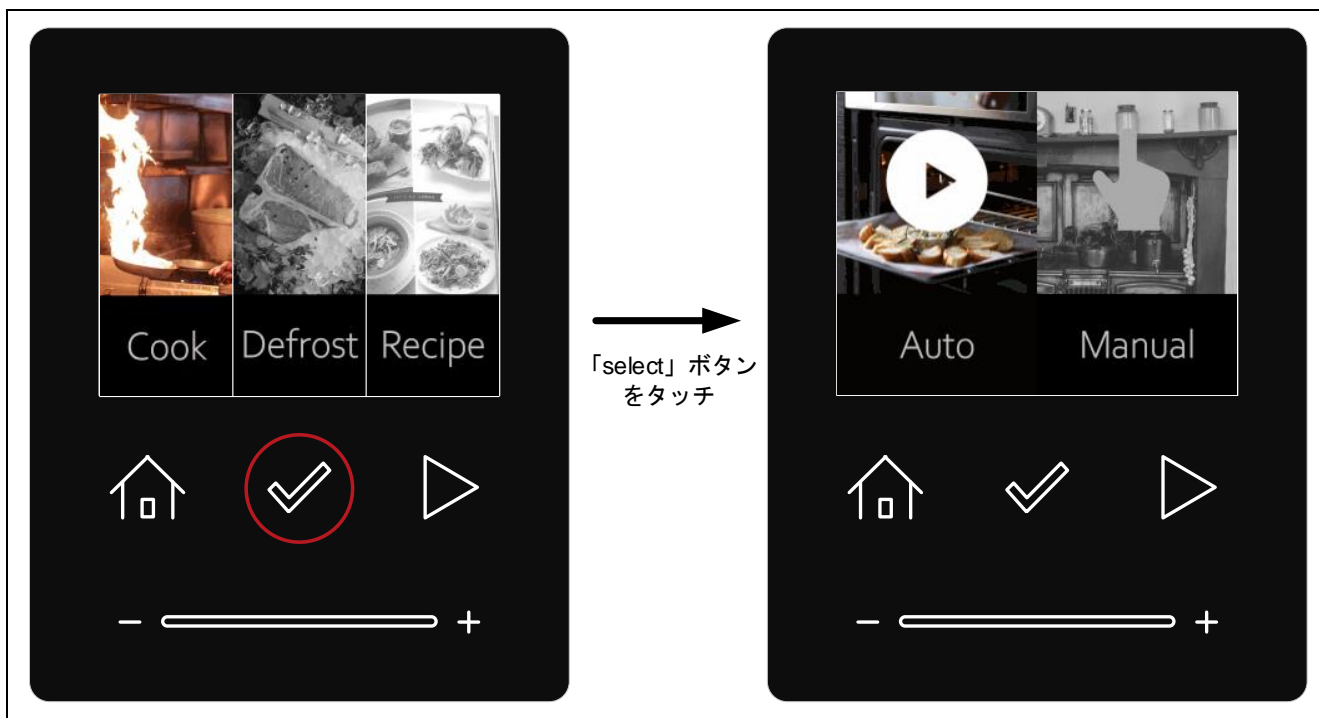 Cook
Defrost
Recipe
「select」ボタン
をタッチ
Auto
Manual